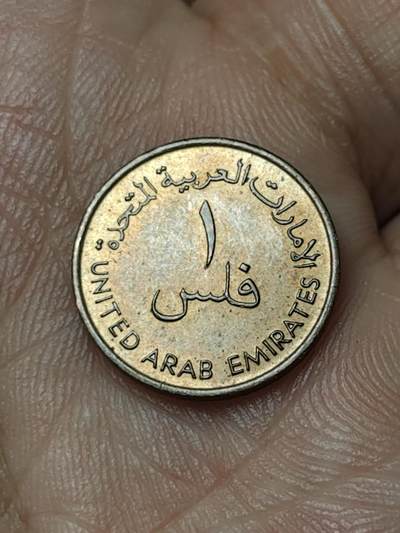 الإمارات العربية المتحدة
١
فلس
UNITED ARAB EMIRATES